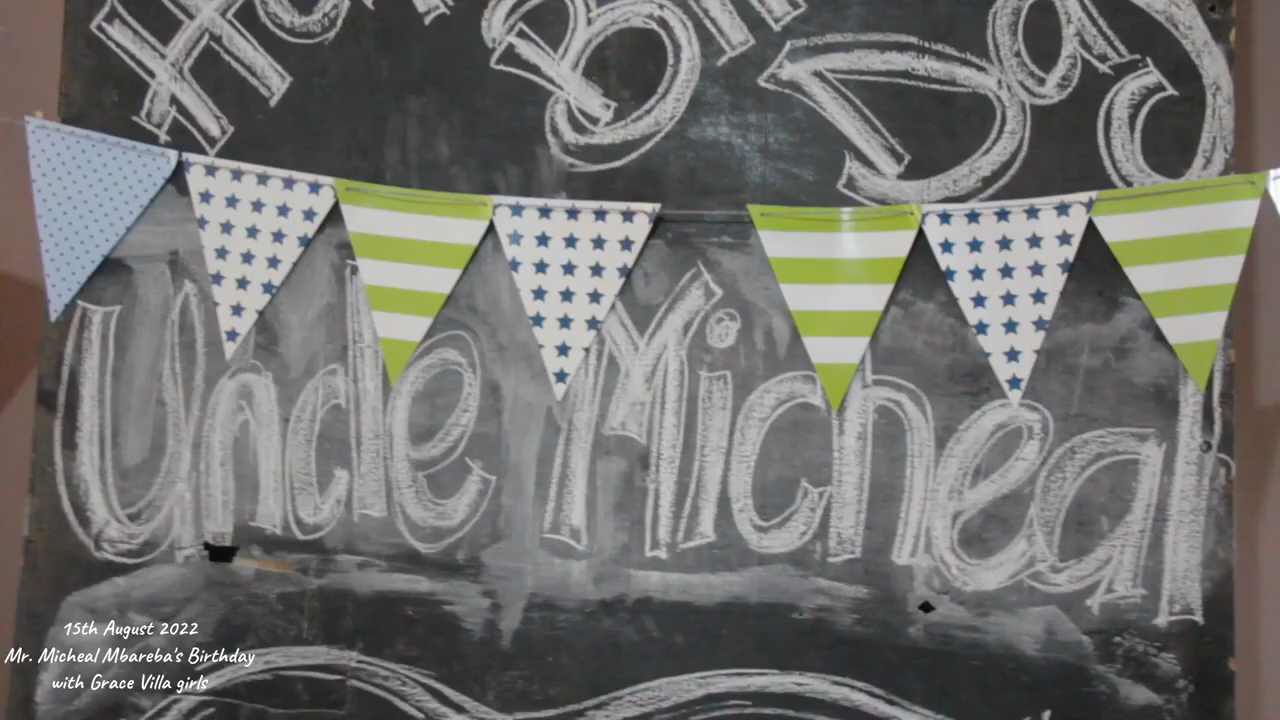 Uncle Micheal
15th August 2022
Mr. Micheal Mbareba's Birthday
with Grace Villa girls